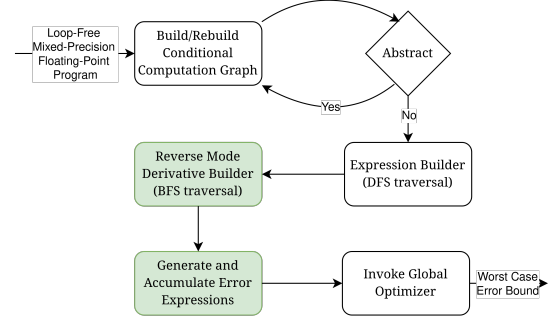 Loop-Free
Mixed-Precision
Floating-Point
Program
Build/Rebuild
Conditional
Computation Graph
Abstract
Yes
No
Expression Builder
(DFS traversal)
Reverse Mode
Derivative Builder
(BFS traversal)
Generate and
Accumulate Error
Expressions
Invoke Global
Optimizer
Worst Case
Error Bound